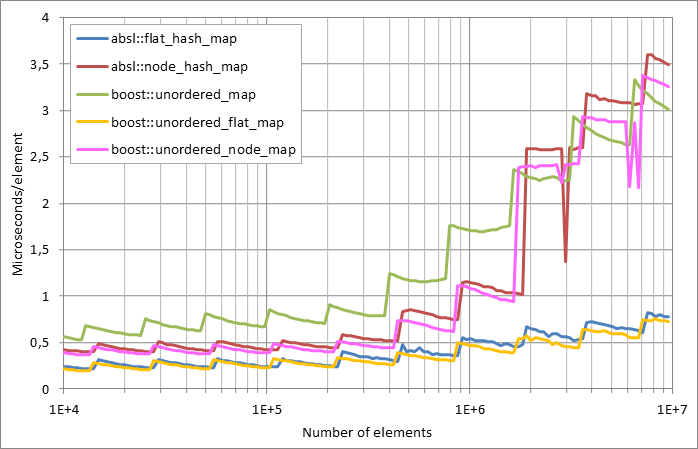 4
3,5
3
2,5
2
1,5
1
0,5
0
Microseconds/element
absl::flat_hash_map
absl::node_hash_map
boost::unordered_map
boost::unordered_flat_map
boost::unordered_node_map
1E+4 1E+5 1E+6 1E+7
Number of elements